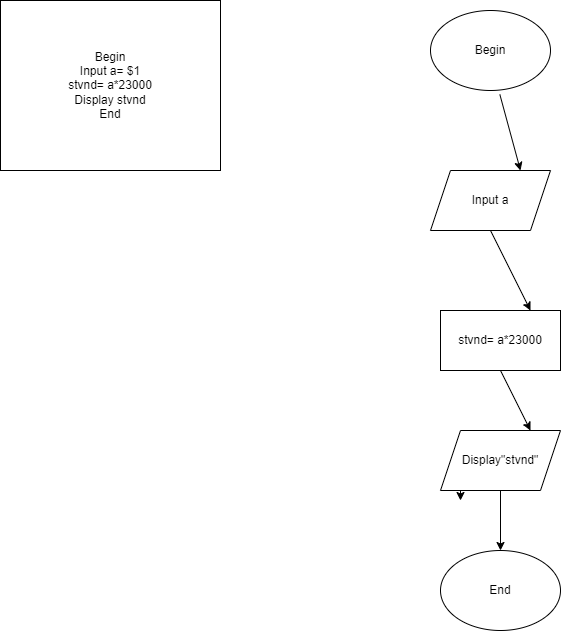 Begin
Input a= $1
stvnd= a*23000
Display stvnd
End
Begin
Input a
stvnd= a*23000
Display"stvnd"
End